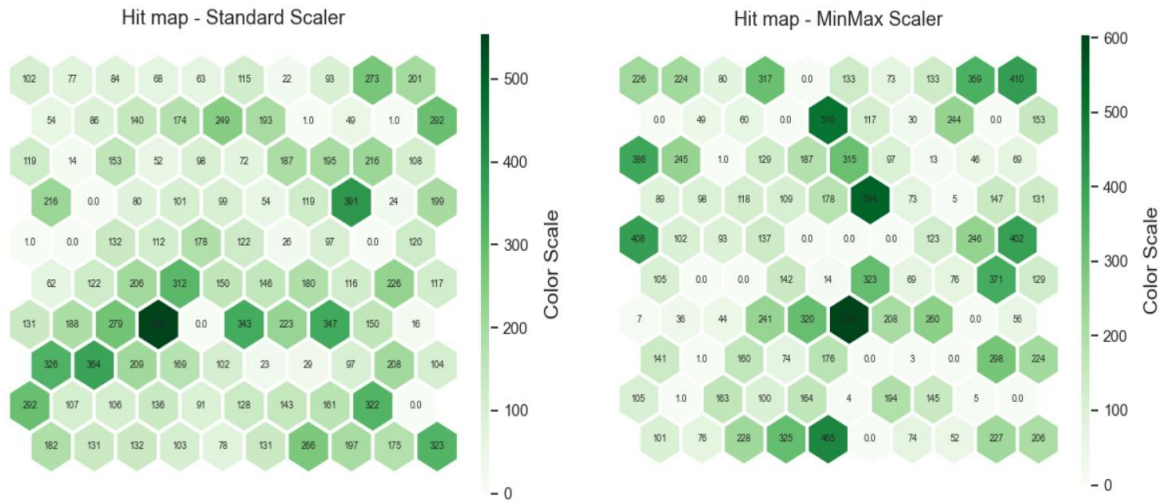 Hit map - Standard Scaler
102 77 84 68 63 115 22 93 273 201
54 86 140 174 249 193 1.0 49 1.0 292
119 14 153 52 98 72 187 195 216 108
216 0.0 80 101 99 54 119 391 24 199
1.0 0.0 132 112 178 122 26 97 0.0 120
62 122 206 312 150 146 180 116 226 117
131 188 279 0.0 343 223 347 150 16
326 364 209 169 102 23 29 97 208 104
292 107 106 136 91 128 143 161 322 0.0
182 131 132 103 78 131 266 197 175 323
500
400
300
200
100
0
Color Scale
Hit map - MinMax Scaler
226 224 80 317 0.0 133 73 133 359 410
0.0 49 60 0.0 510 117 30 244 0.0 153
386 245 1.0 129 187 315 97 13 46 69
89 98 118 109 178 544 73 5 147 131
408 102 93 137 0.0 0.0 0.0 123 246 402
105 0.0 0.0 142 14 323 69 76 371 129
7 36 44 241 320 208 260 0.0 56
141 1.0 160 74 176 0.0 3 0.0 298 224
105 1.0 163 100 164 4 194 145 5 0.0
101 76 228 325 465 0.0 74 52 227 206
600
500
400
300
200
100
0
Color Scale